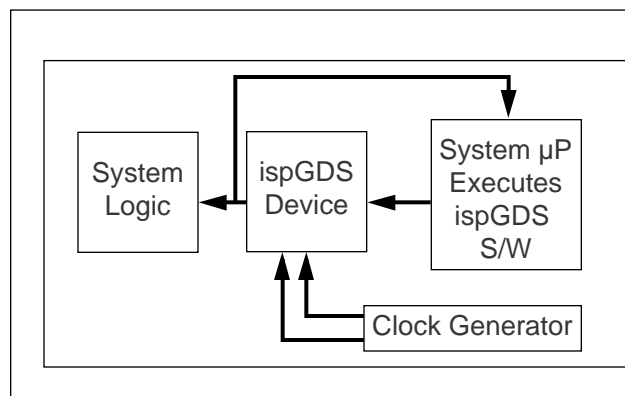 System
Logic
ispGDS
Device
System µP
Executes
ispGDS
S/W
Clock Generator